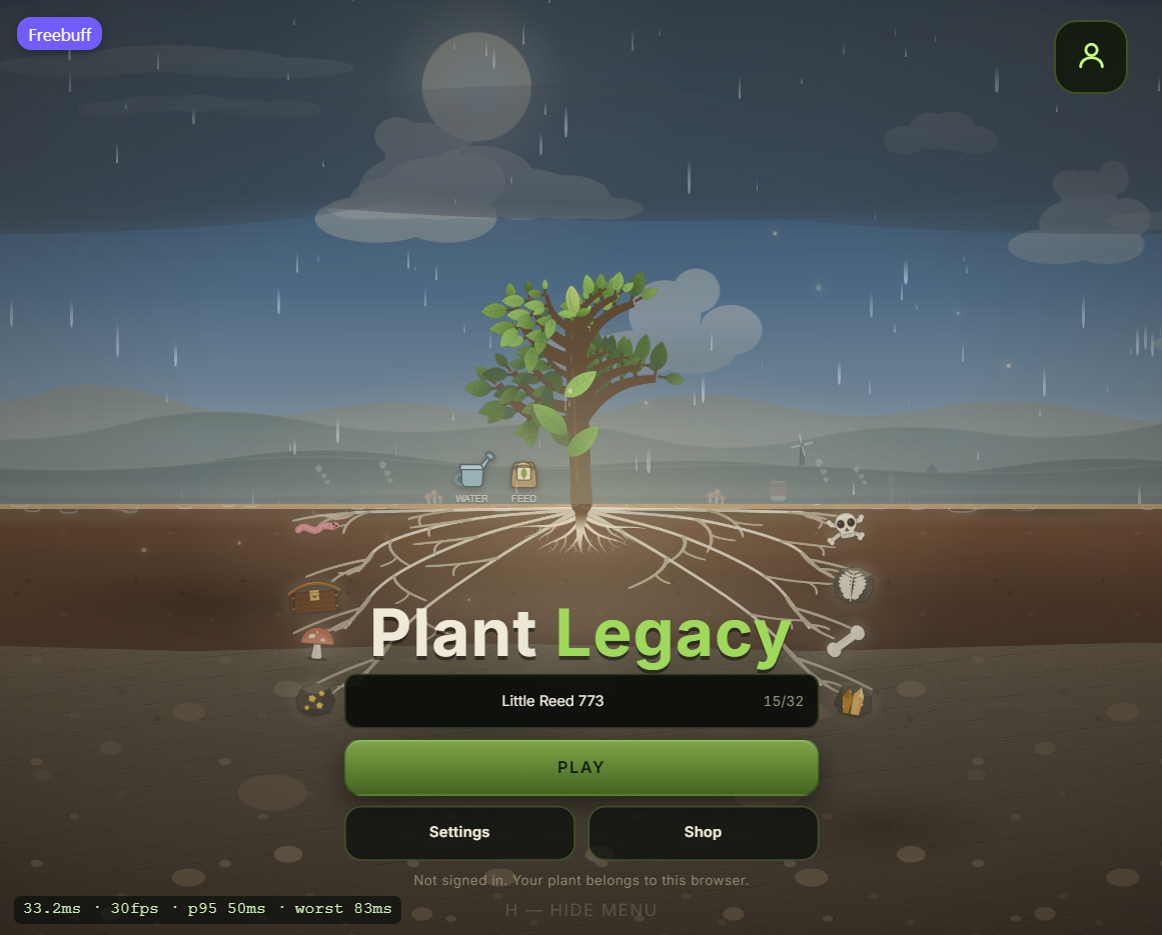 Freebuff
WATER FEED
Plant Legacy
Little Reed 773 15/32
PLAY
Settings Shop
Not signed in. Your plant belongs to this browser.
33.2ms · 30fps · p95 50ms · worst 83ms
H — HIDE MENU